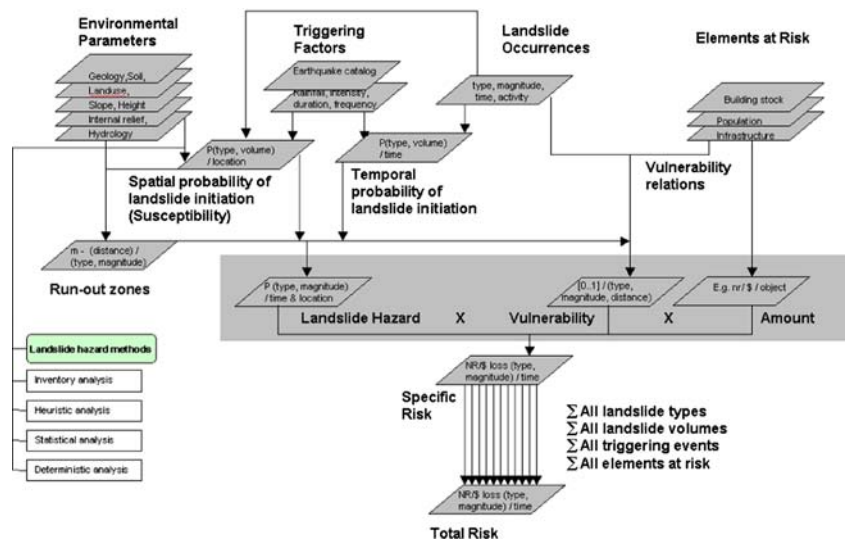 Environmental
Parameters
Triggering
Factors
Landslide
Occurrences
Elements at Risk
Geology,Soil,
Landuse,
Slope, Height
Internal relief,
Hydrology
Earthquake catalog
Rainfall, intensity,
duration, frequency
type, magnitude,
time, activity
Building stock
Population
Infrastructure
P(type, volume)
/ location
P(type, volume)
/ time
Spatial probability of
landslide initiation
(Susceptibility)
Temporal
probability of
landslide initiation
Vulnerability
relations
m - (distance) /
(type, magnitude)
Run-out zones
P (type, magnitude)
/ time & location
[0..1] / (type,
magnitude, distance)
E.g. nr/ $ / object
Landslide Hazard X Vulnerability X Amount
Landslide hazard methods
Inventory analysis
Heuristic analysis
Statistical analysis
Deterministic analysis
NR/$ loss (type,
magnitude) / time
Specific
Risk
∑All landslide types
∑All landslide volumes
∑All triggering events
∑All elements at risk
NR/$ loss (type,
magnitude) / time
Total Risk